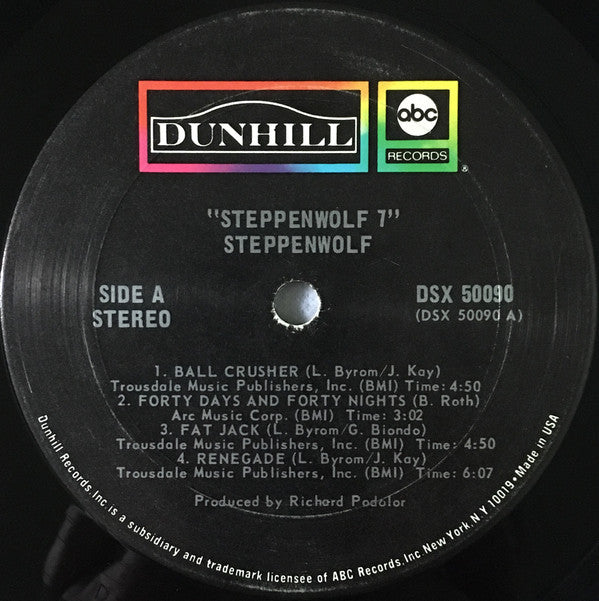 DUNHILL
abc
RECORDS
®
"STEPPENWOLF 7"
STEPPENWOLF
SIDE A
STEREO
DSX 50090
(DSX 50090 A)
1. BALL CRUSHER (L. Byrom/J. Kay)
Trousdale Music Publishers, Inc. (BMI) Time: 4:50
2. FORTY DAYS AND FORTY NIGHTS (B. Roth)
Arc Music Corp. (BMI) Time: 3:02
3. FAT JACK (L. Byrom/G. Biondo)
Trousdale Music Publishers, Inc. (BMI) Time: 4:50
4. RENEGADE (L. Byrom/J. Kay)
Trousdale Music Publishers, Inc. (BMI) Time: 6:07
Produced by Richard Podolor
Dunhill Records, Inc is a subsidiary and trademark licensee of ABC Records, Inc New York, N Y 10019 • Made in USA